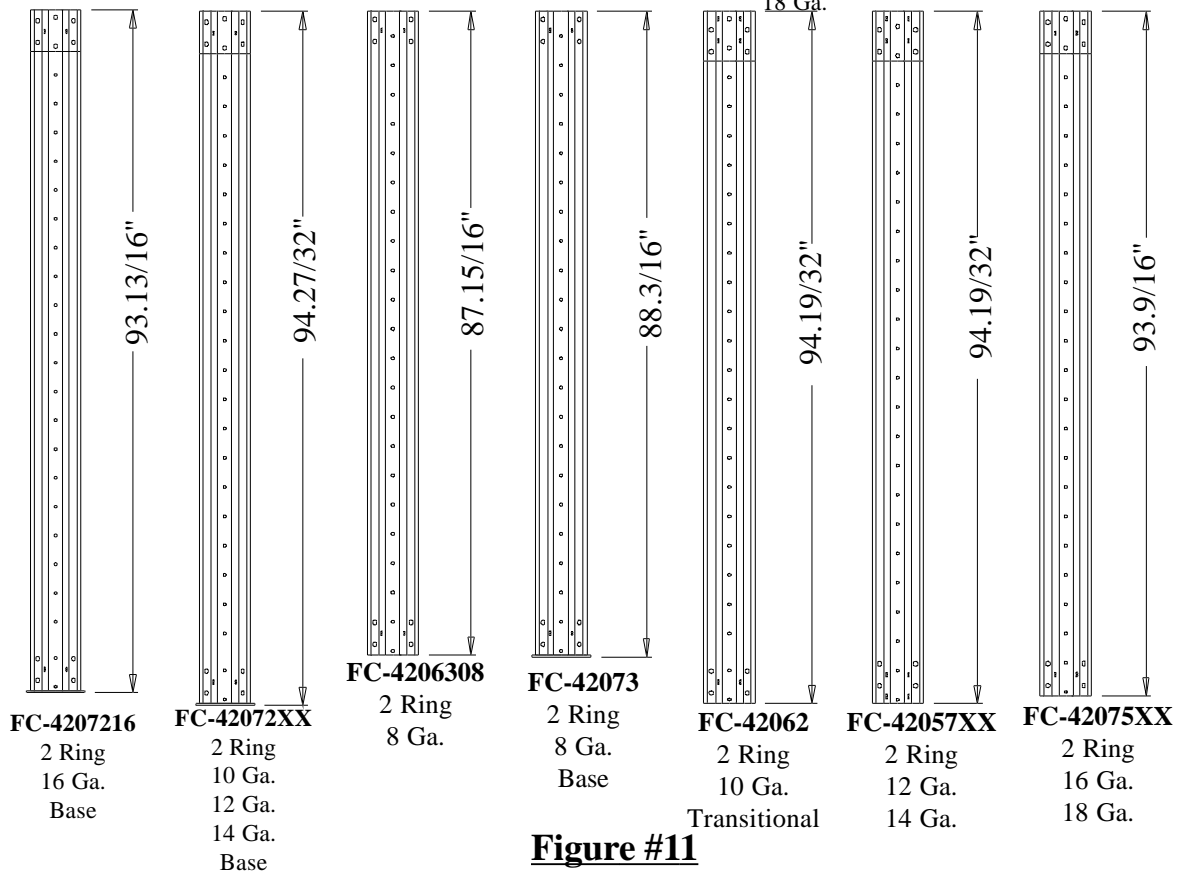 18 Ga.
93.13/16"
94.27/32"
87.15/16"
88.3/16"
94.19/32"
94.19/32"
93.9/16"
FC-4207216
2 Ring
16 Ga.
Base
FC-42072XX
2 Ring
10 Ga.
12 Ga.
14 Ga.
Base
FC-4206308
2 Ring
8 Ga.
FC-42073
2 Ring
8 Ga.
Base
FC-42062
2 Ring
10 Ga.
Transitional
FC-42057XX
2 Ring
12 Ga.
14 Ga.
FC-42075XX
2 Ring
16 Ga.
18 Ga.
Figure #11